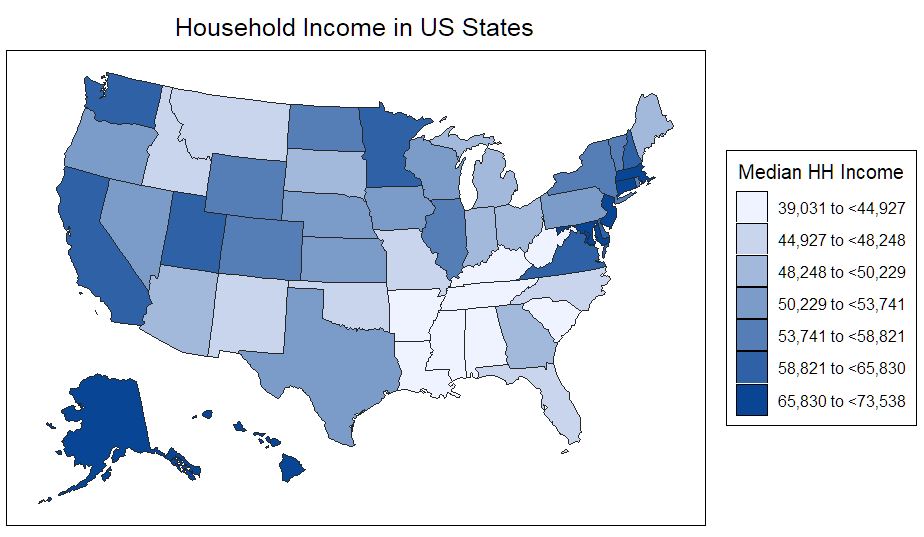 Household Income in US States
Median HH Income
39,031 to <44,927
44,927 to <48,248
48,248 to <50,229
50,229 to <53,741
53,741 to <58,821
58,821 to <65,830
65,830 to <73,538